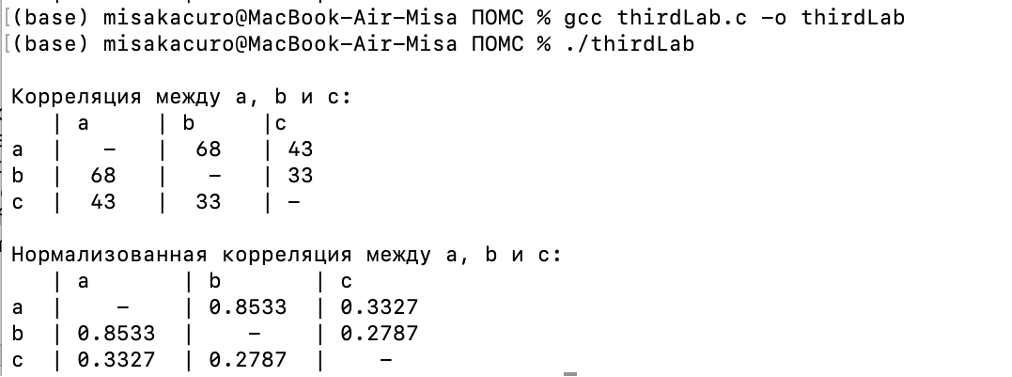 [(base) misakacuro@MacBook-Air-Misa ПОМС % gcc thirdLab.c -o thirdLab
[(base) misakacuro@MacBook-Air-Misa ПОМС % ./thirdLab
Корреляция между a, b и c:
   | a     | b     |c
a  |   -   |  68   | 43
b  |  68   |   -   | 33
c  |  43   |  33   | -
Нормализованная корреляция между a, b и c:
   | a       | b       | c
a  |    -    | 0.8533  | 0.3327
b  | 0.8533  |    -    | 0.2787
c  | 0.3327  | 0.2787  |    -